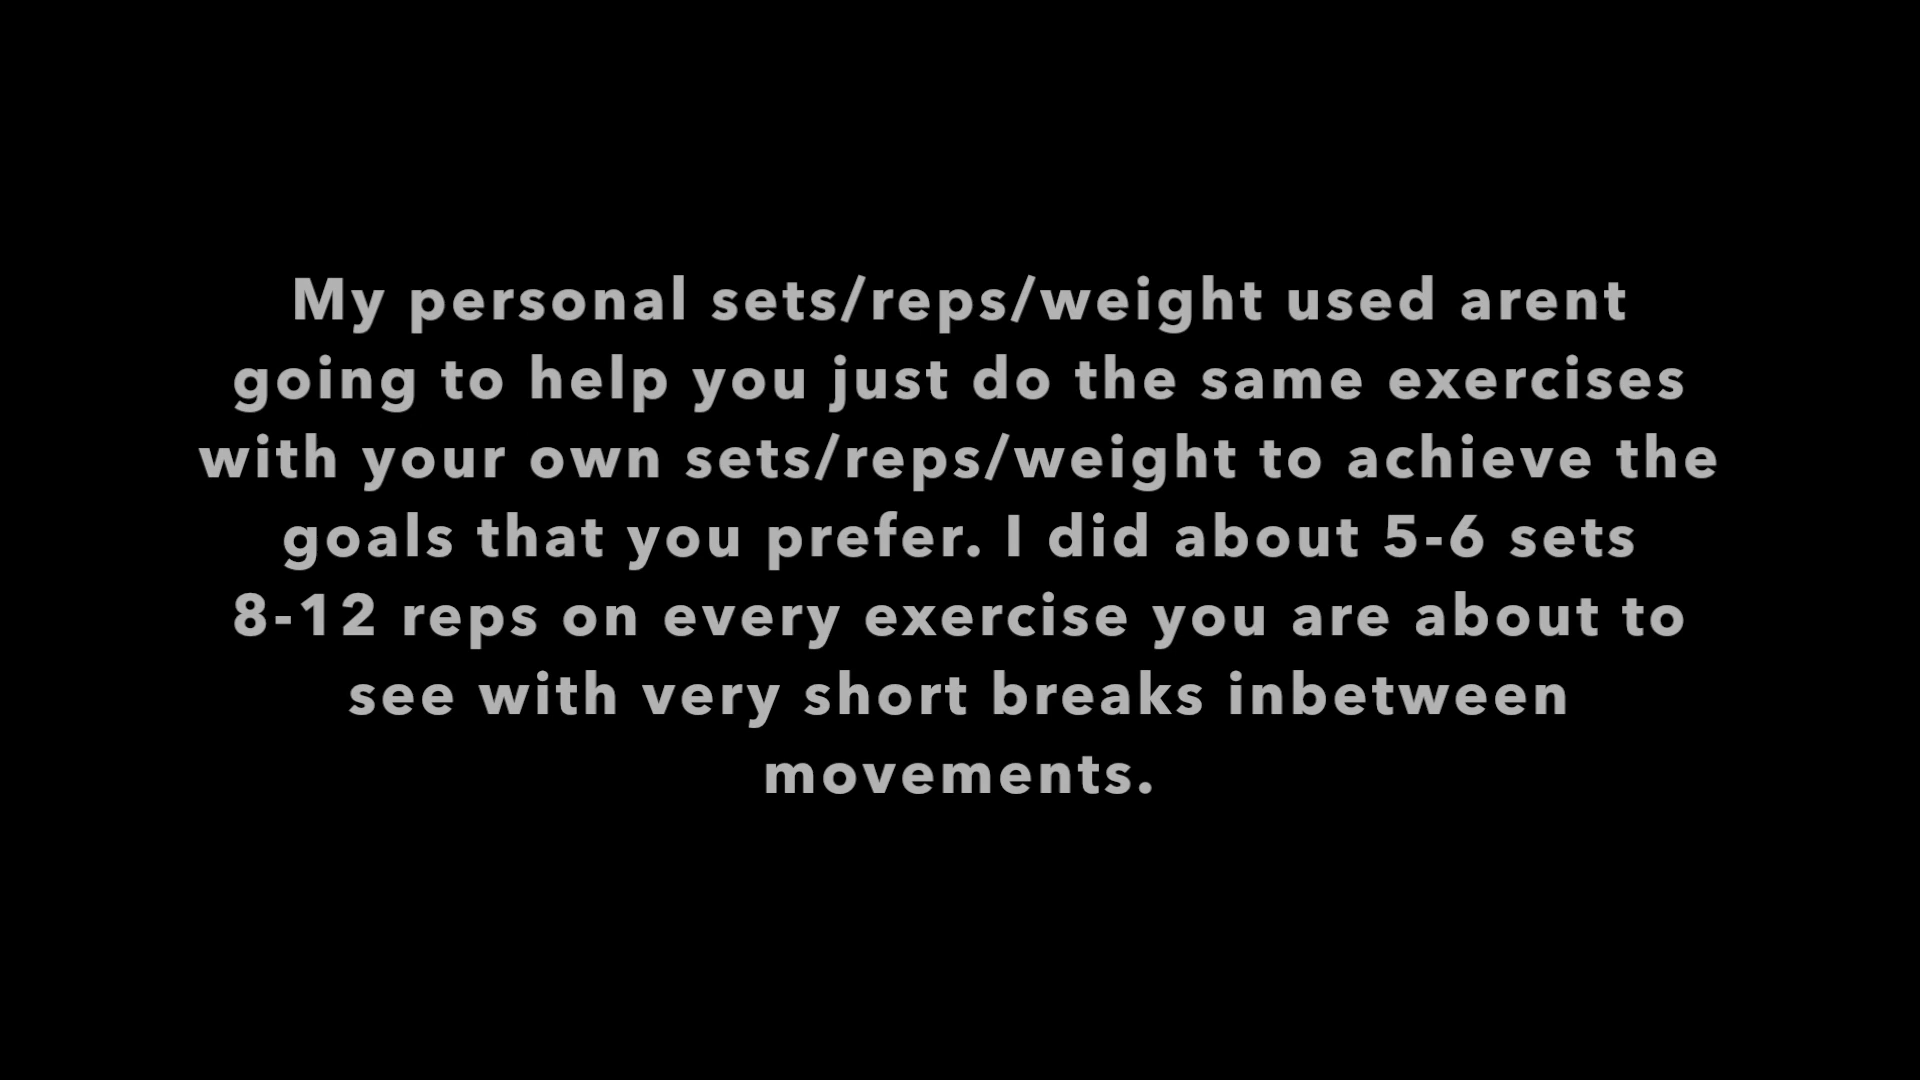 My personal sets/reps/weight used arent
going to help you just do the same exercises
with your own sets/reps/weight to achieve the
goals that you prefer. I did about 5-6 sets
8-12 reps on every exercise you are about to
see with very short breaks inbetween
movements.